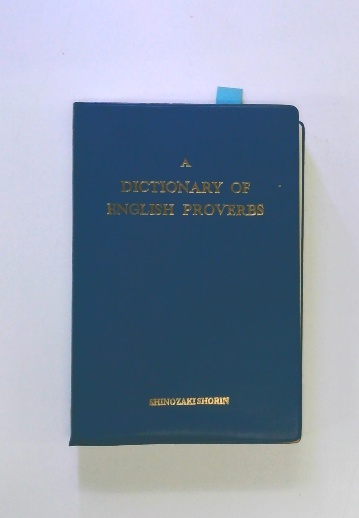 A
DICTIONARY OF
ENGLISH PROVERBS
SHINOZAKI SHORIN